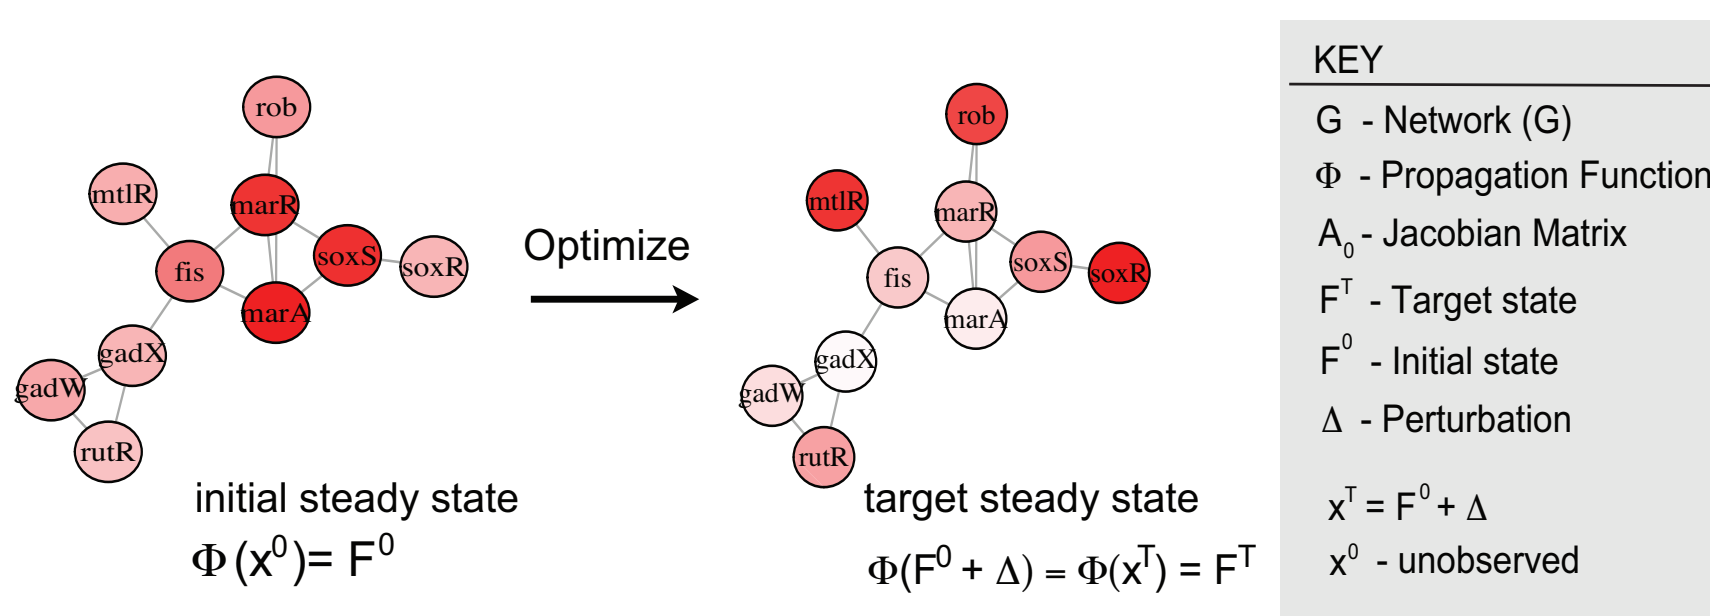 rob
mtlR
marR
soxS
soxR
fis
marA
gadX
gadW
rutR
initial steady state
Φ(x⁰)= F⁰
Optimize
rob
mtlR
marR
soxS
soxR
fis
marA
gadX
gadW
rutR
target steady state
Φ(F⁰ + Δ) = Φ(xᵀ) = Fᵀ
KEY
G - Network (G)
Φ - Propagation Function
A₀ - Jacobian Matrix
Fᵀ - Target state
F⁰ - Initial state
Δ - Perturbation
xᵀ = F⁰ + Δ
x⁰ - unobserved